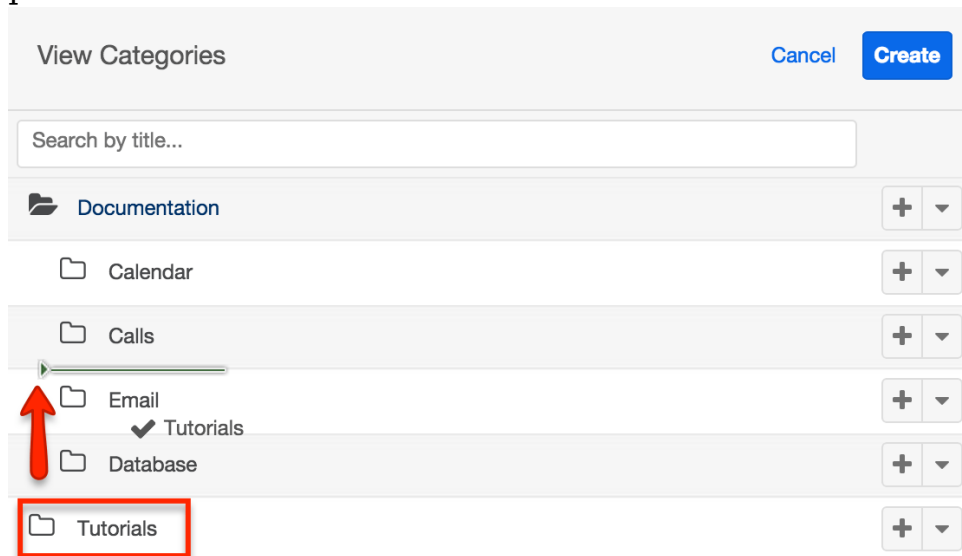 View Categories Cancel Create
Search by title...
Documentation
Calendar
Calls
Email
Tutorials
Database
Tutorials